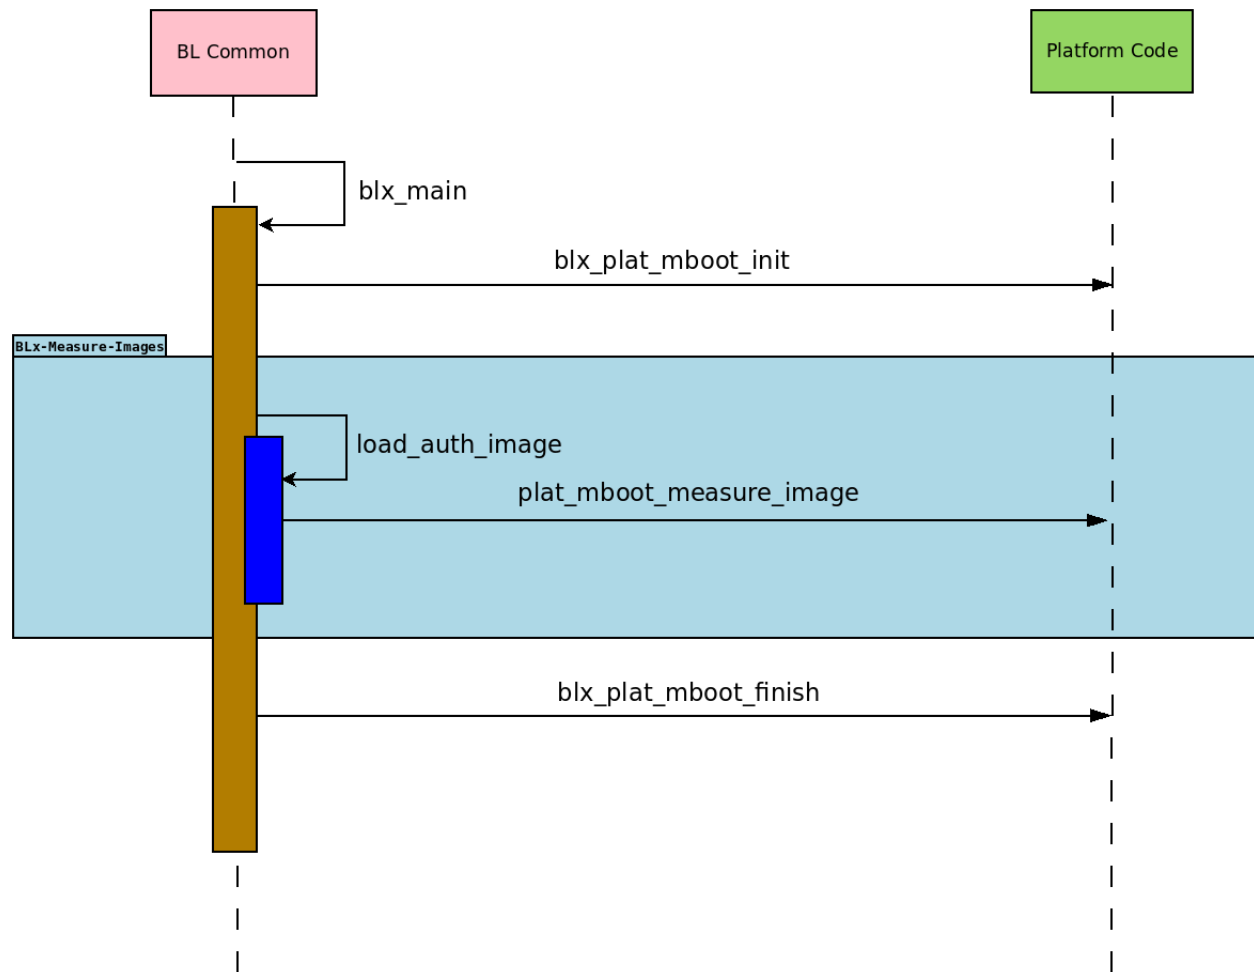 BL Common
Platform Code
blx_main
blx_plat_mboot_init
BLx-Measure-Images
load_auth_image
plat_mboot_measure_image
blx_plat_mboot_finish